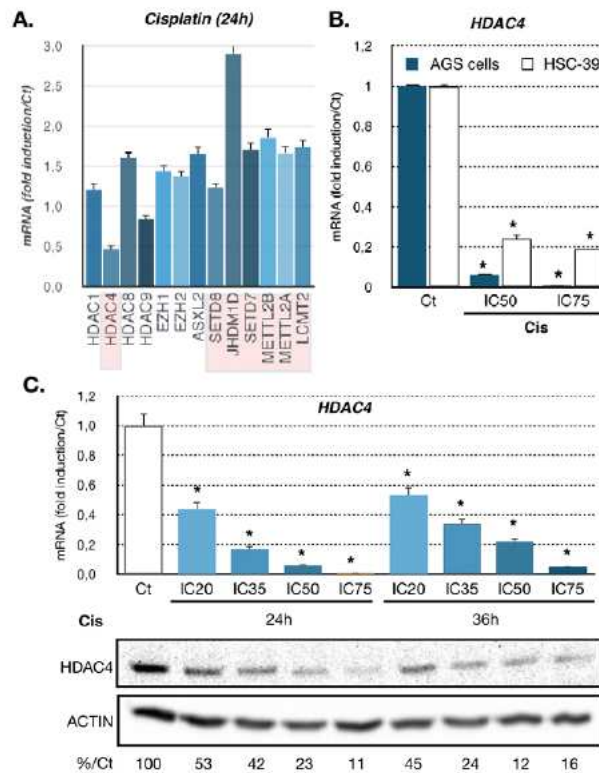 A.
Cisplatin (24h)
mRNA (fold induction/Ct)
3.0
2.5
2.0
1.5
1.0
0.5
0.0
HDAC1
HDAC4
HDAC8
HDAC9
EZH1
EZH2
ASXL2
SETD8
JHDM1D
SETD7
METTL2B
METTL2A
LCMT2
B.
HDAC4
AGS cells
HSC-39
mRNA (fold induction/Ct)
1,2
1
0,8
0,6
0,4
0,2
0
* * * *
Ct IC50 IC75
Cis
C.
HDAC4
mRNA (fold induction/Ct)
1,2
1,0
0,8
0,6
0,4
0,2
0,0
* * * * * * * *
Ct IC20 IC35 IC50 IC75 IC20 IC35 IC50 IC75
Cis 24h 36h
HDAC4
ACTIN
%/Ct 100 53 42 23 11 45 24 12 16